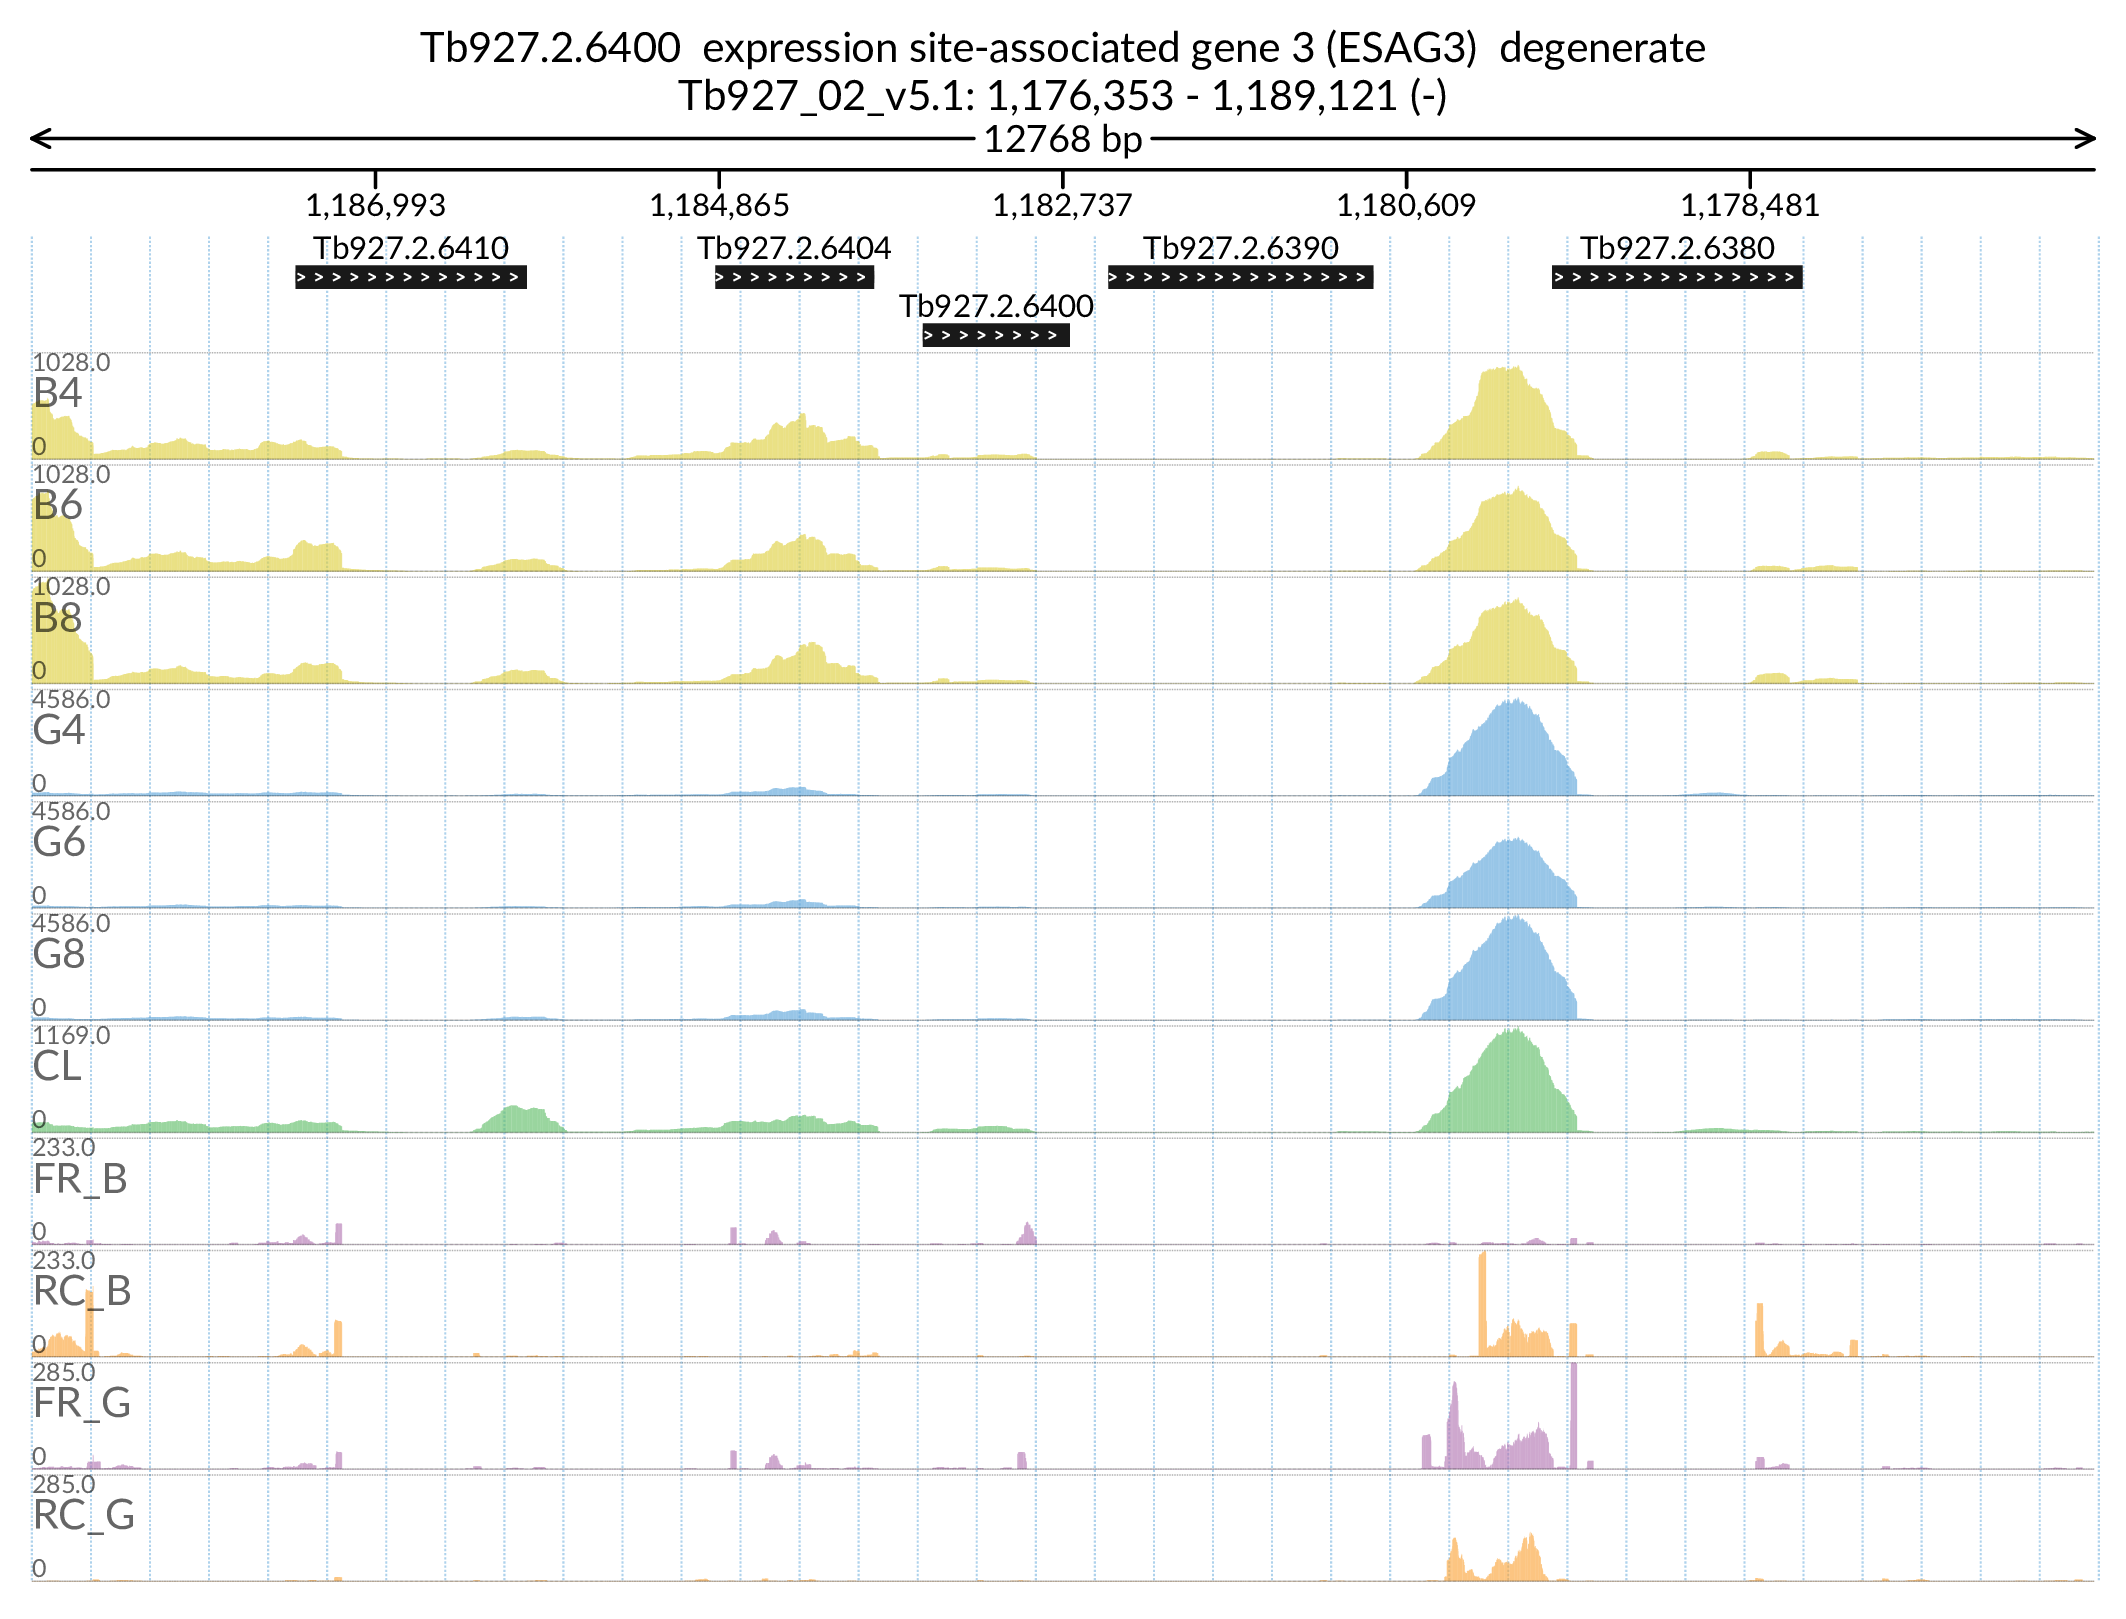 Tb927.2.6400  expression site-associated gene 3 (ESAG3)  degenerate
Tb927_02_v5.1: 1,176,353 - 1,189,121 (-)
12768 bp
1,186,993 1,184,865 1,182,737 1,180,609 1,178,481
Tb927.2.6410 Tb927.2.6404 Tb927.2.6390 Tb927.2.6380
Tb927.2.6400
1028.0
B4
0
1028.0
B6
0
1028.0
B8
0
4586.0
G4
0
4586.0
G6
0
4586.0
G8
0
1169.0
CL
0
233.0
FR_B
0
233.0
RC_B
0
285.0
FR_G
0
285.0
RC_G
0